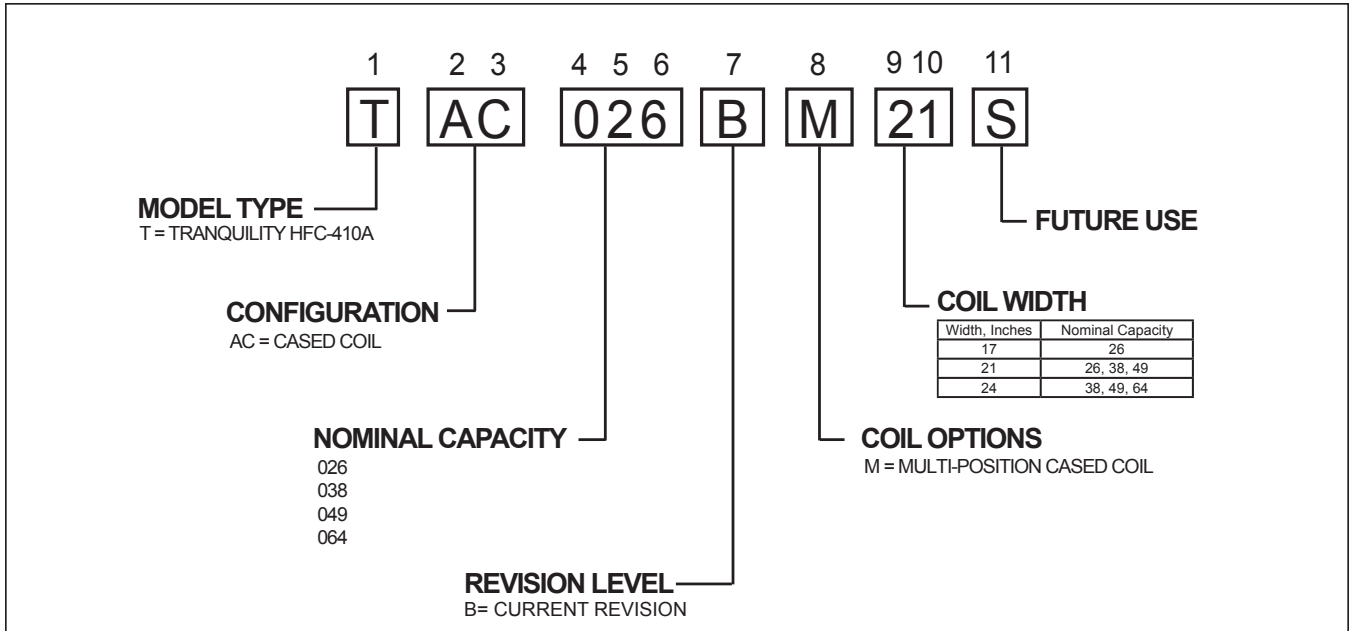 1 2 3 4 5 6 7 8 9 10 11
T AC 026 B M 21 S
MODEL TYPE
T = TRANQUILITY HFC-410A
FUTURE USE
CONFIGURATION
AC = CASED COIL
COIL WIDTH
Width, Inches Nominal Capacity
17 26
21 26, 38, 49
24 38, 49, 64
NOMINAL CAPACITY
026
038
049
064
COIL OPTIONS
M = MULTI-POSITION CASED COIL
REVISION LEVEL
B= CURRENT REVISION